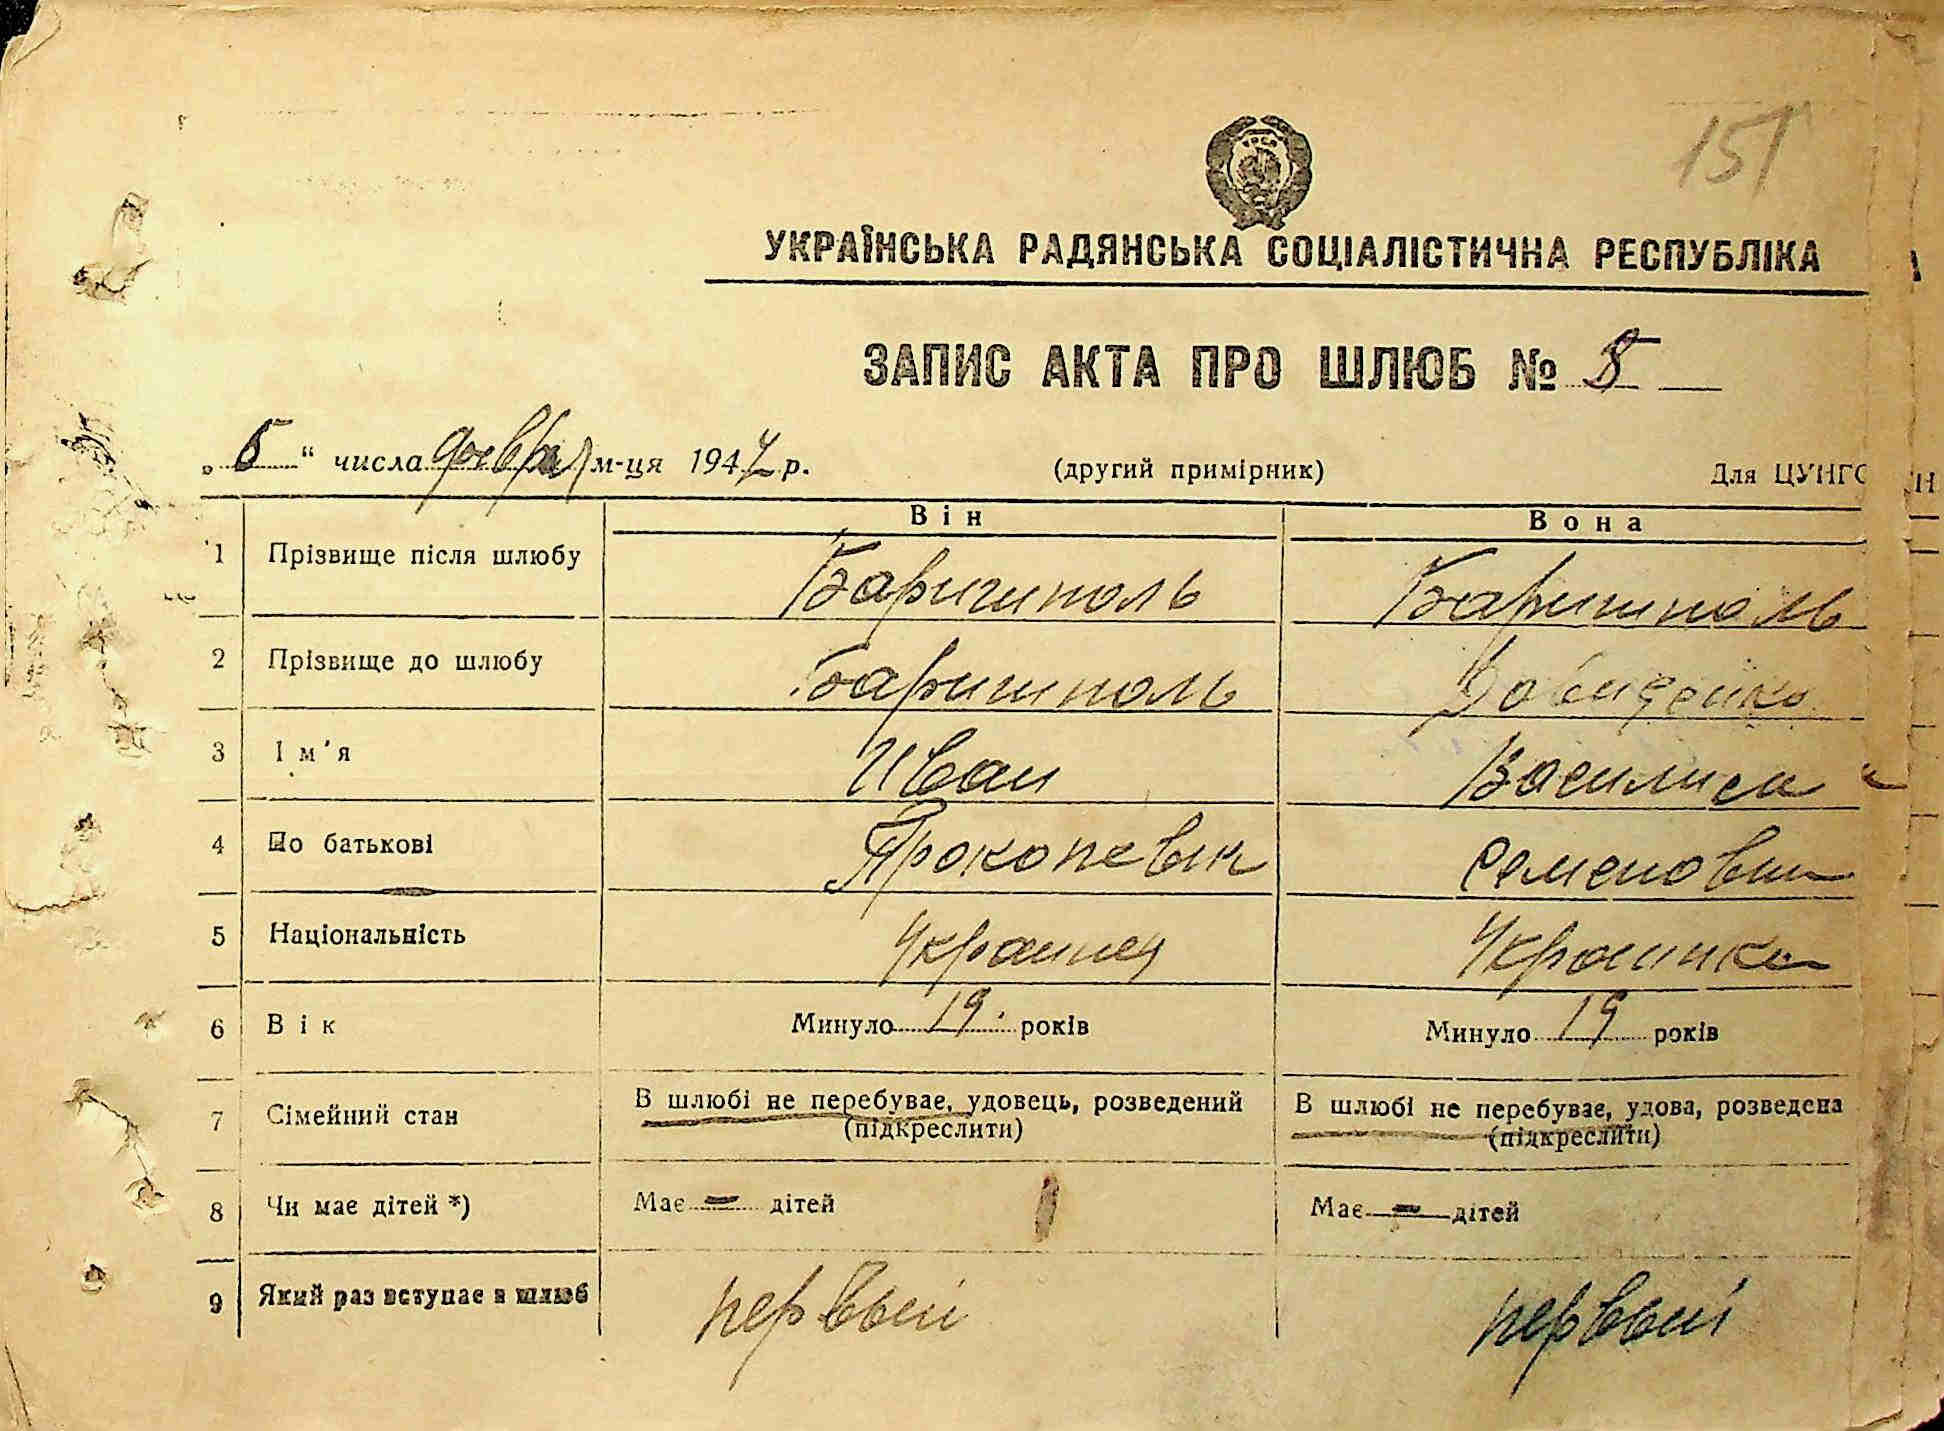 151
УКРАЇНСЬКА РАДЯНСЬКА СОЦІАЛІСТИЧНА РЕСПУБЛІКА
ЗАПИС АКТА ПРО ШЛЮБ №
„ “ числа февраля м-ця 1947 р. (другий примірник) Для ЦУНГО
Він Вона
1 Прізвище після шлюбу Баришполь Баришполь
2 Прізвище до шлюбу Баришполь
3 Ім'я Иван Василиса
4 По батькові Прокопевич Семеновна
5 Національність Украинец Украинка
6 Вік Минуло 19. років Минуло 19 років
7 Сімейний стан В шлюбі не перебуває, удовець, розведений В шлюбі не перебуває, удова, розведена
(підкреслити) (підкреслити)
8 Чи має дітей *) Має – дітей Має – дітей
9 Який раз вступає в шлюб первый первый